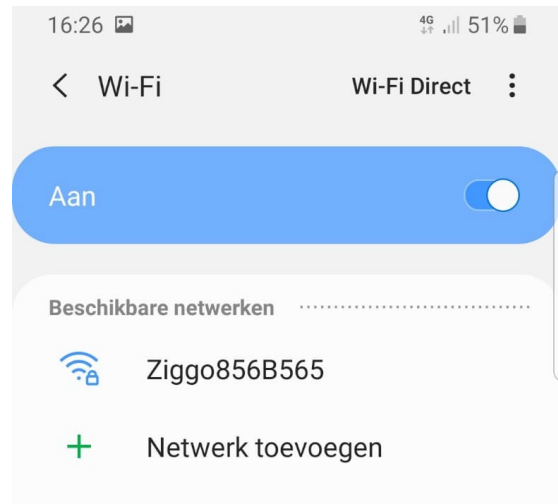 16:26 4G 51%
Wi-Fi Wi-Fi Direct
Aan
Beschikbare netwerken
Ziggo856B565
Netwerk toevoegen